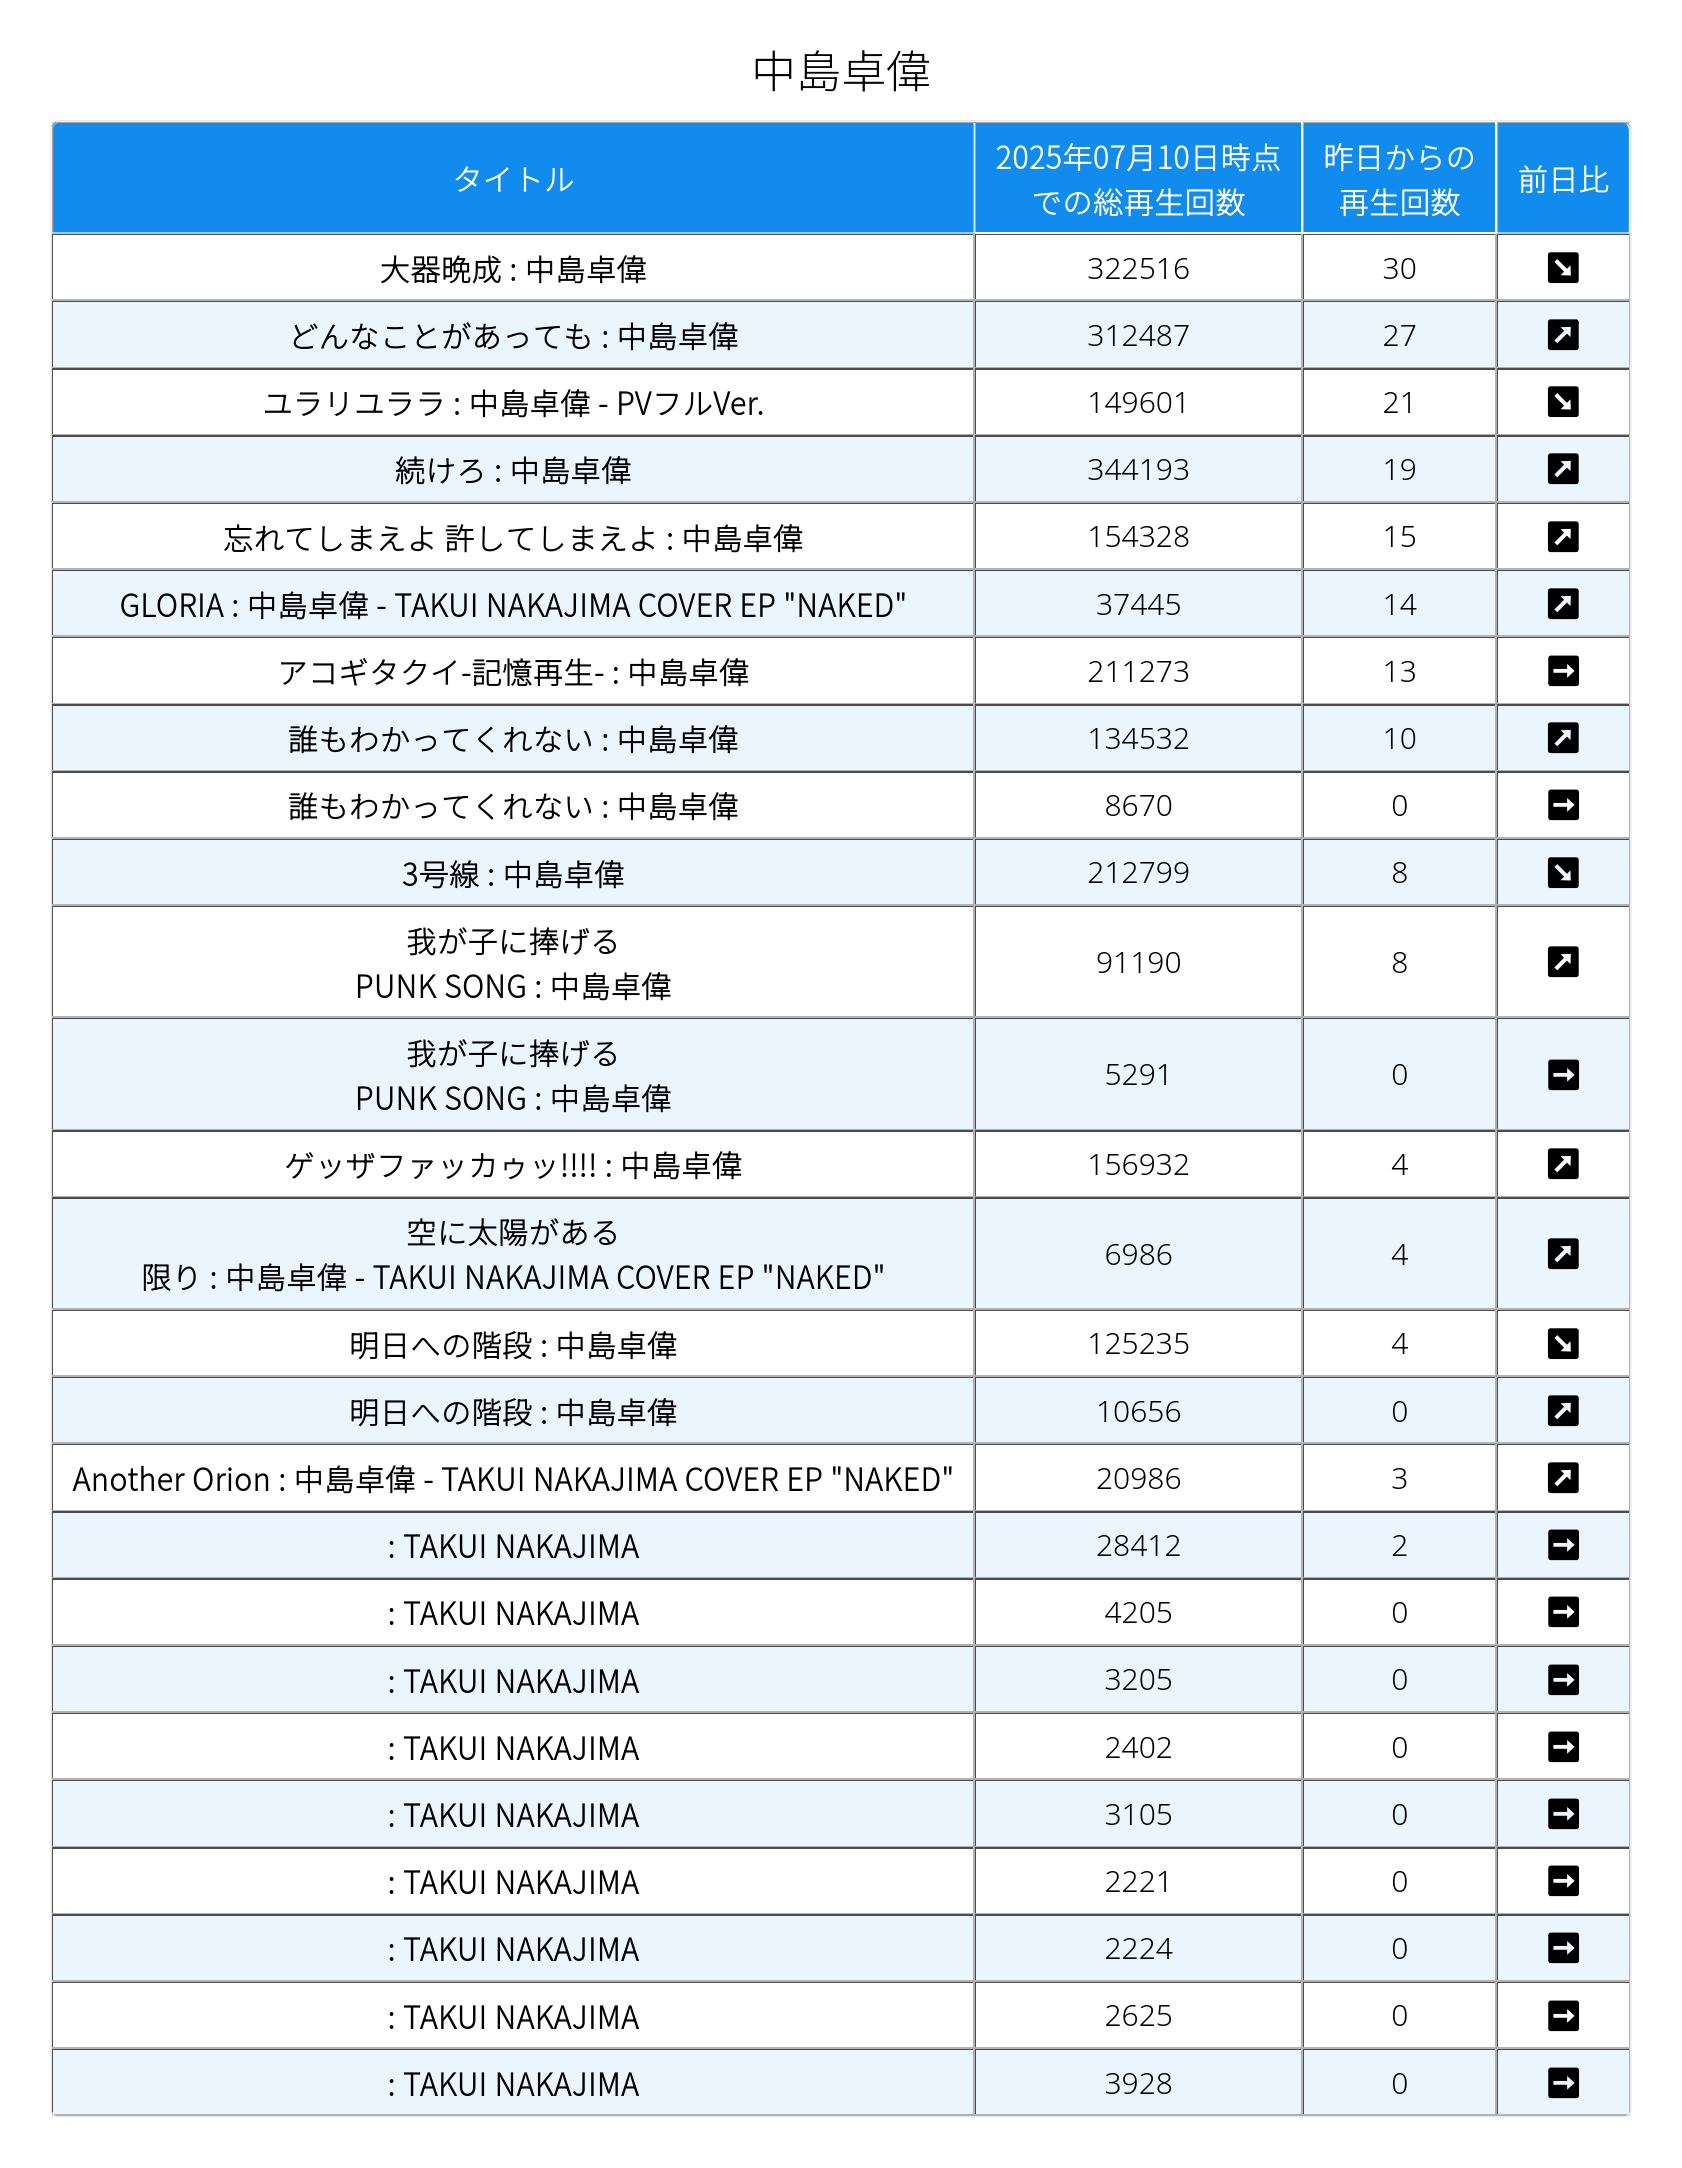 中島卓偉
タイトル
2025年07月10日時点
での総再生回数
昨日からの
再生回数
前日比
大器晩成 : 中島卓偉 322516 30
どんなことがあっても : 中島卓偉 312487 27
ユラリユララ : 中島卓偉 - PVフルVer. 149601 21
続けろ : 中島卓偉 344193 19
忘れてしまえよ 許してしまえよ : 中島卓偉 154328 15
GLORIA : 中島卓偉 - TAKUI NAKAJIMA COVER EP "NAKED" 37445 14
アコギタクイ-記憶再生- : 中島卓偉 211273 13
誰もわかってくれない : 中島卓偉 134532 10
誰もわかってくれない : 中島卓偉 8670 0
3号線 : 中島卓偉 212799 8
我が子に捧げる
PUNK SONG : 中島卓偉 91190 8
我が子に捧げる
PUNK SONG : 中島卓偉 5291 0
ゲッザファッカゥッ!!!! : 中島卓偉 156932 4
空に太陽がある
限り : 中島卓偉 - TAKUI NAKAJIMA COVER EP "NAKED" 6986 4
明日への階段 : 中島卓偉 125235 4
明日への階段 : 中島卓偉 10656 0
Another Orion : 中島卓偉 - TAKUI NAKAJIMA COVER EP "NAKED" 20986 3
: TAKUI NAKAJIMA 28412 2
: TAKUI NAKAJIMA 4205 0
: TAKUI NAKAJIMA 3205 0
: TAKUI NAKAJIMA 2402 0
: TAKUI NAKAJIMA 3105 0
: TAKUI NAKAJIMA 2221 0
: TAKUI NAKAJIMA 2224 0
: TAKUI NAKAJIMA 2625 0
: TAKUI NAKAJIMA 3928 0